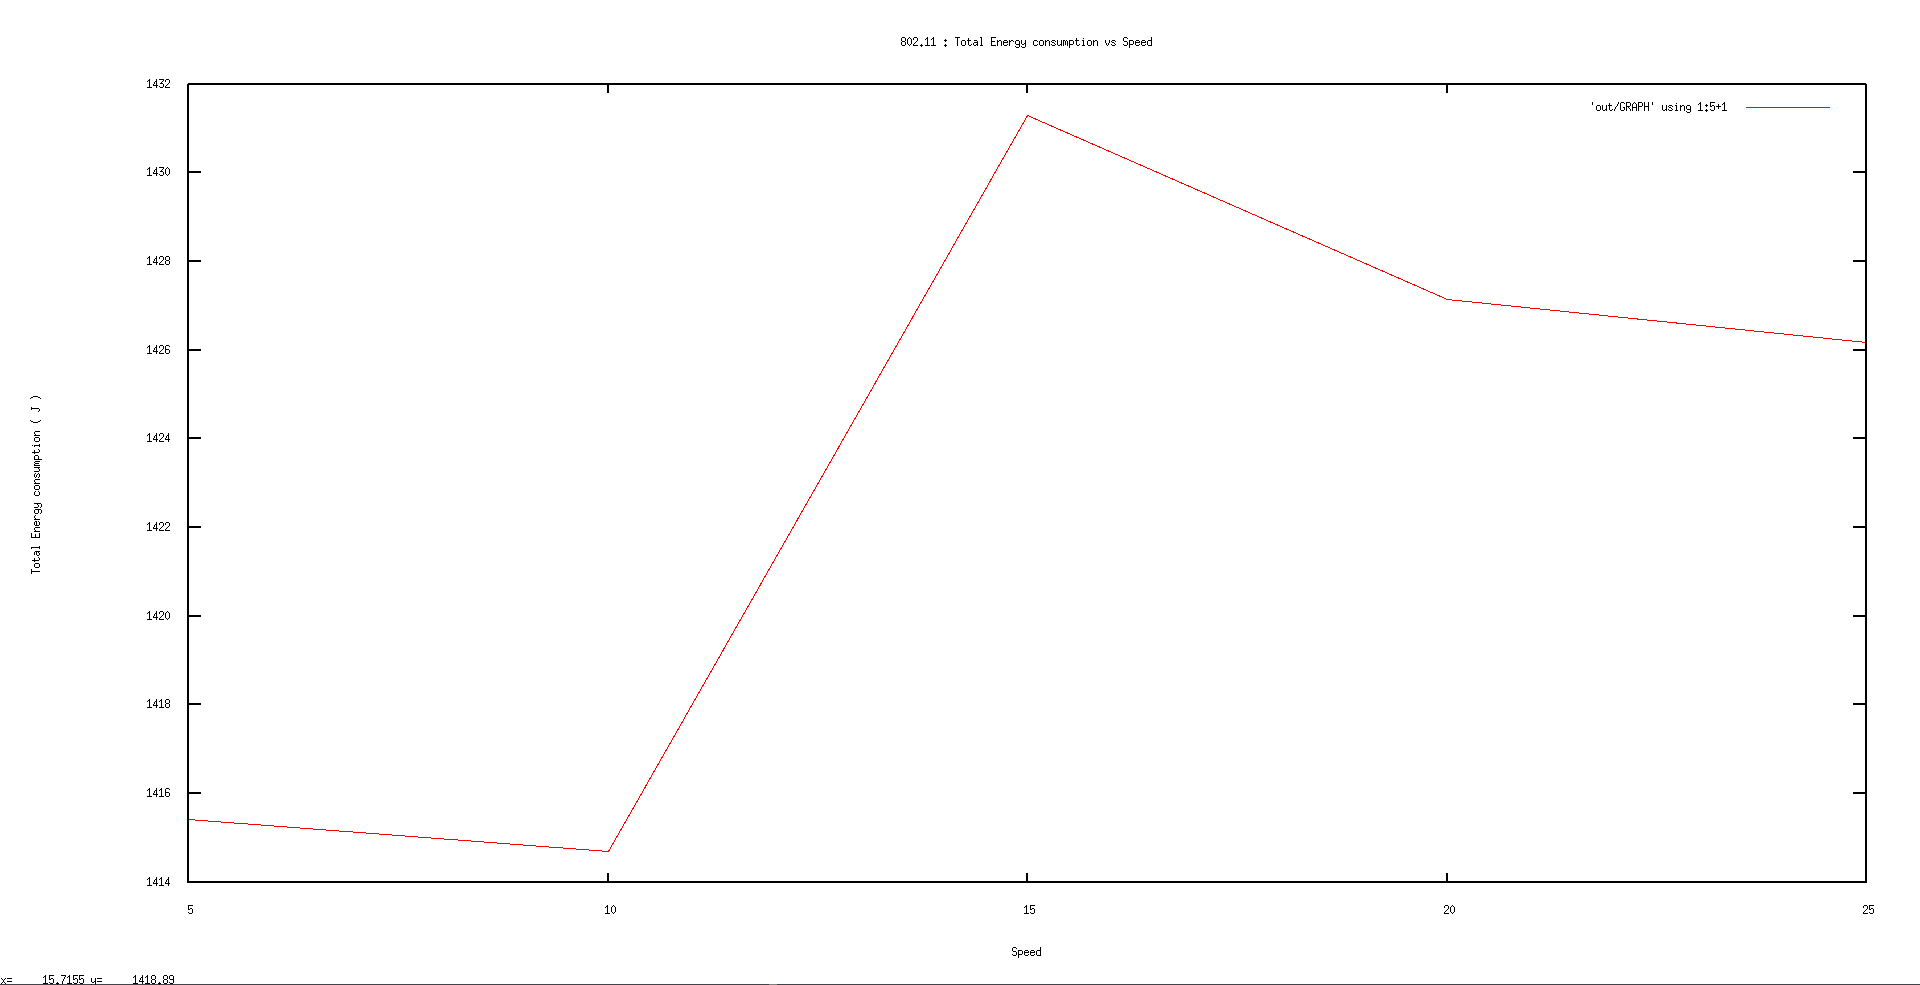 802.11 : Total Energy consumption vs Speed
'out/GRAPH' using 1:5+1
1432
1430
1428
1426
1424
1422
1420
1418
1416
1414
Total Energy consumption ( J )
5 10 15 20 25
Speed
x= 15.7155 y= 1418.89